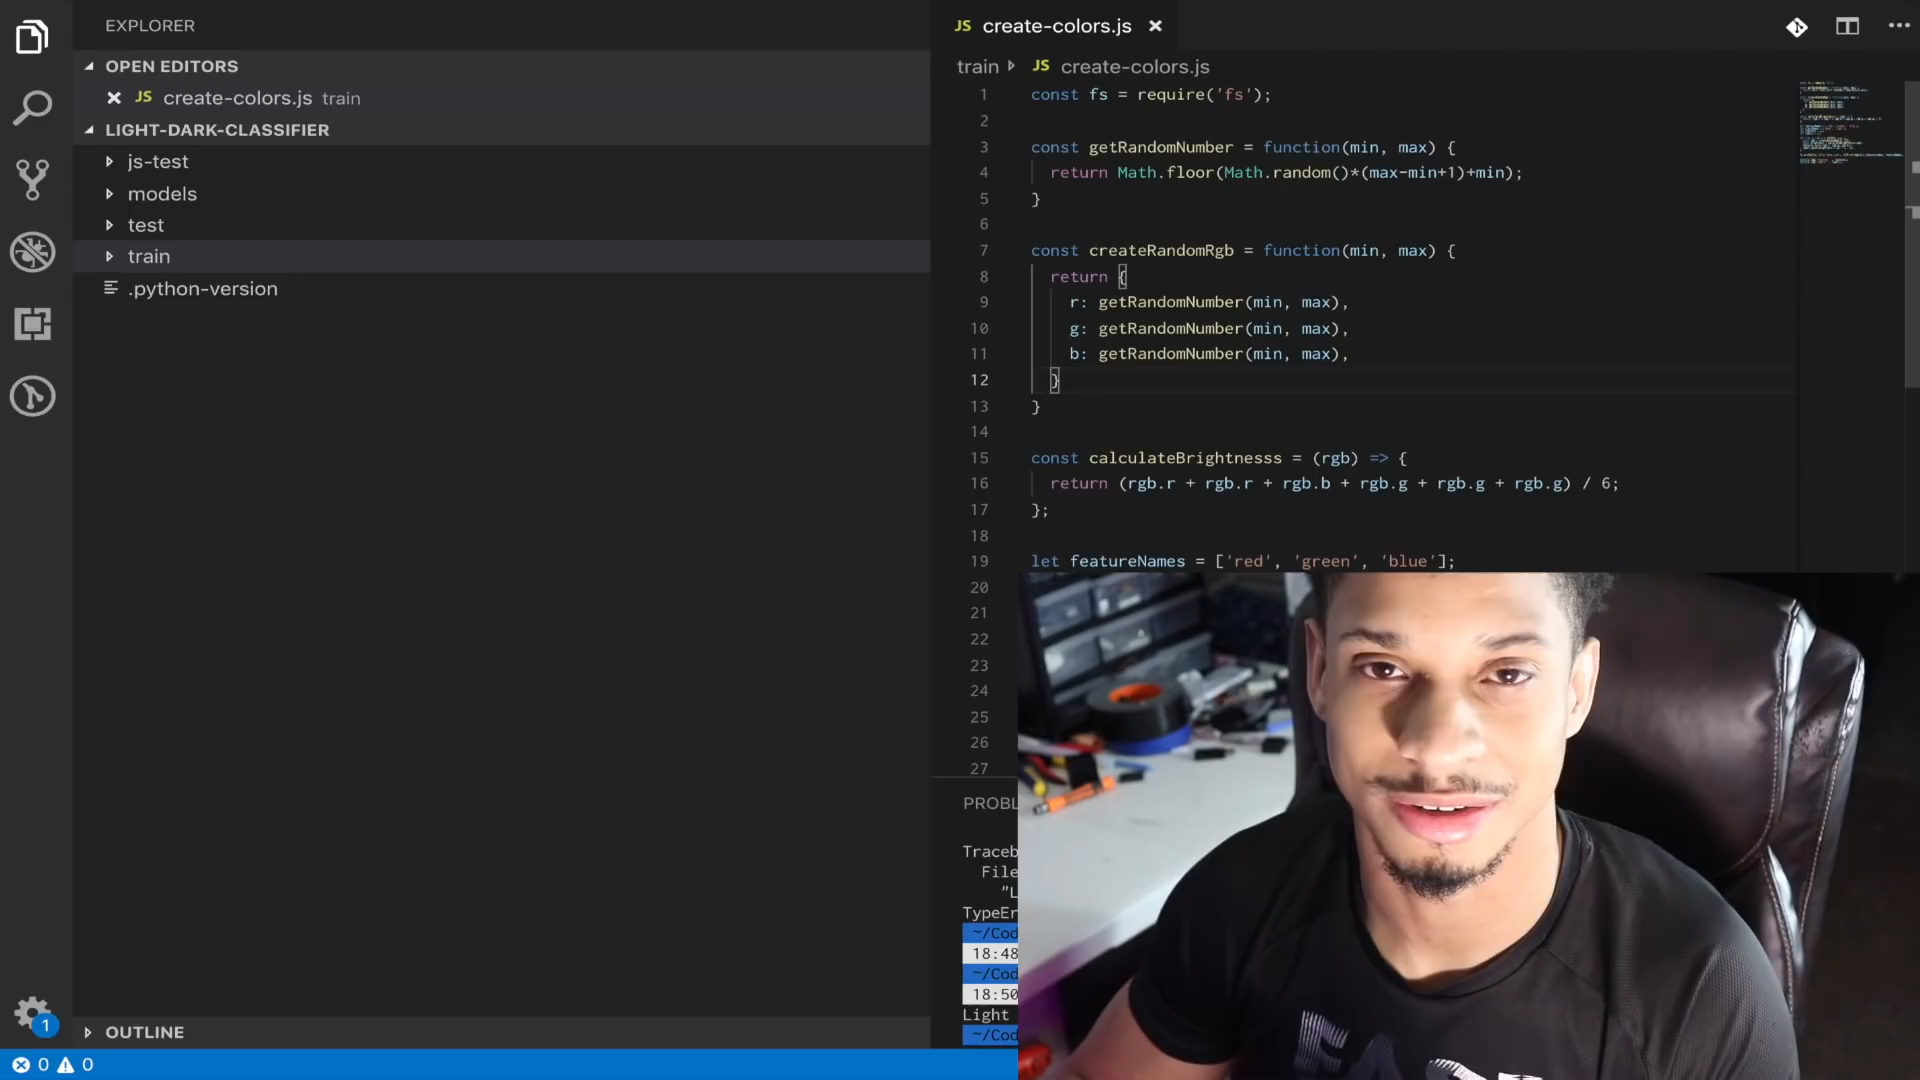 EXPLORER
OPEN EDITORS
JS create-colors.js train
LIGHT-DARK-CLASSIFIER
js-test
models
test
train
.python-version
OUTLINE
1
0 0
JS create-colors.js
train JS create-colors.js
1 const fs = require('fs');
2
3 const getRandomNumber = function(min, max) {
4 return Math.floor(Math.random()*(max-min+1)+min);
5 }
6
7 const createRandomRgb = function(min, max) {
8 return {
9 r: getRandomNumber(min, max),
10 g: getRandomNumber(min, max),
11 b: getRandomNumber(min, max),
12 }
13 }
14
15 const calculateBrightnesss = (rgb) => {
16 return (rgb.r + rgb.r + rgb.b + rgb.g + rgb.g + rgb.g) / 6;
17 };
18
19 let featureNames = ['red', 'green', 'blue'];
20
21
22
23
24
25
26
27
PROBL
Traceb
File
"L
TypeEr
~/Cod
18:48
~/Cod
18:50
Light
~/Cod